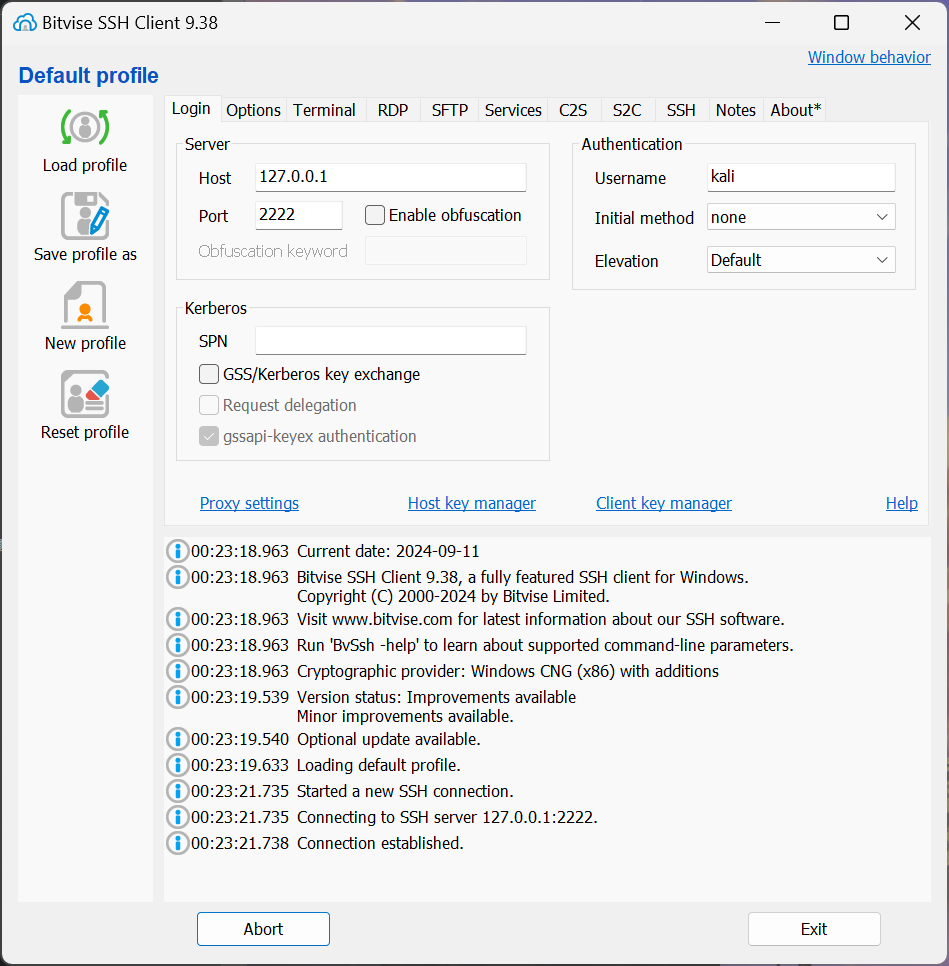 Bitvise SSH Client 9.38
Window behavior
Default profile
Load profile
Save profile as
New profile
Reset profile
Login Options Terminal RDP SFTP Services C2S S2C SSH Notes About*
Server
Host 127.0.0.1
Port 2222 Enable obfuscation
Obfuscation keyword
Authentication
Username kali
Initial method none
Elevation Default
Kerberos
SPN
GSS/Kerberos key exchange
Request delegation
gssapi-keyex authentication
Proxy settings Host key manager Client key manager Help
00:23:18.963 Current date: 2024-09-11
00:23:18.963 Bitvise SSH Client 9.38, a fully featured SSH client for Windows.
Copyright (C) 2000-2024 by Bitvise Limited.
00:23:18.963 Visit www.bitvise.com for latest information about our SSH software.
00:23:18.963 Run 'BvSsh -help' to learn about supported command-line parameters.
00:23:18.963 Cryptographic provider: Windows CNG (x86) with additions
00:23:19.539 Version status: Improvements available
Minor improvements available.
00:23:19.540 Optional update available.
00:23:19.633 Loading default profile.
00:23:21.735 Started a new SSH connection.
00:23:21.735 Connecting to SSH server 127.0.0.1:2222.
00:23:21.738 Connection established.
Abort Exit